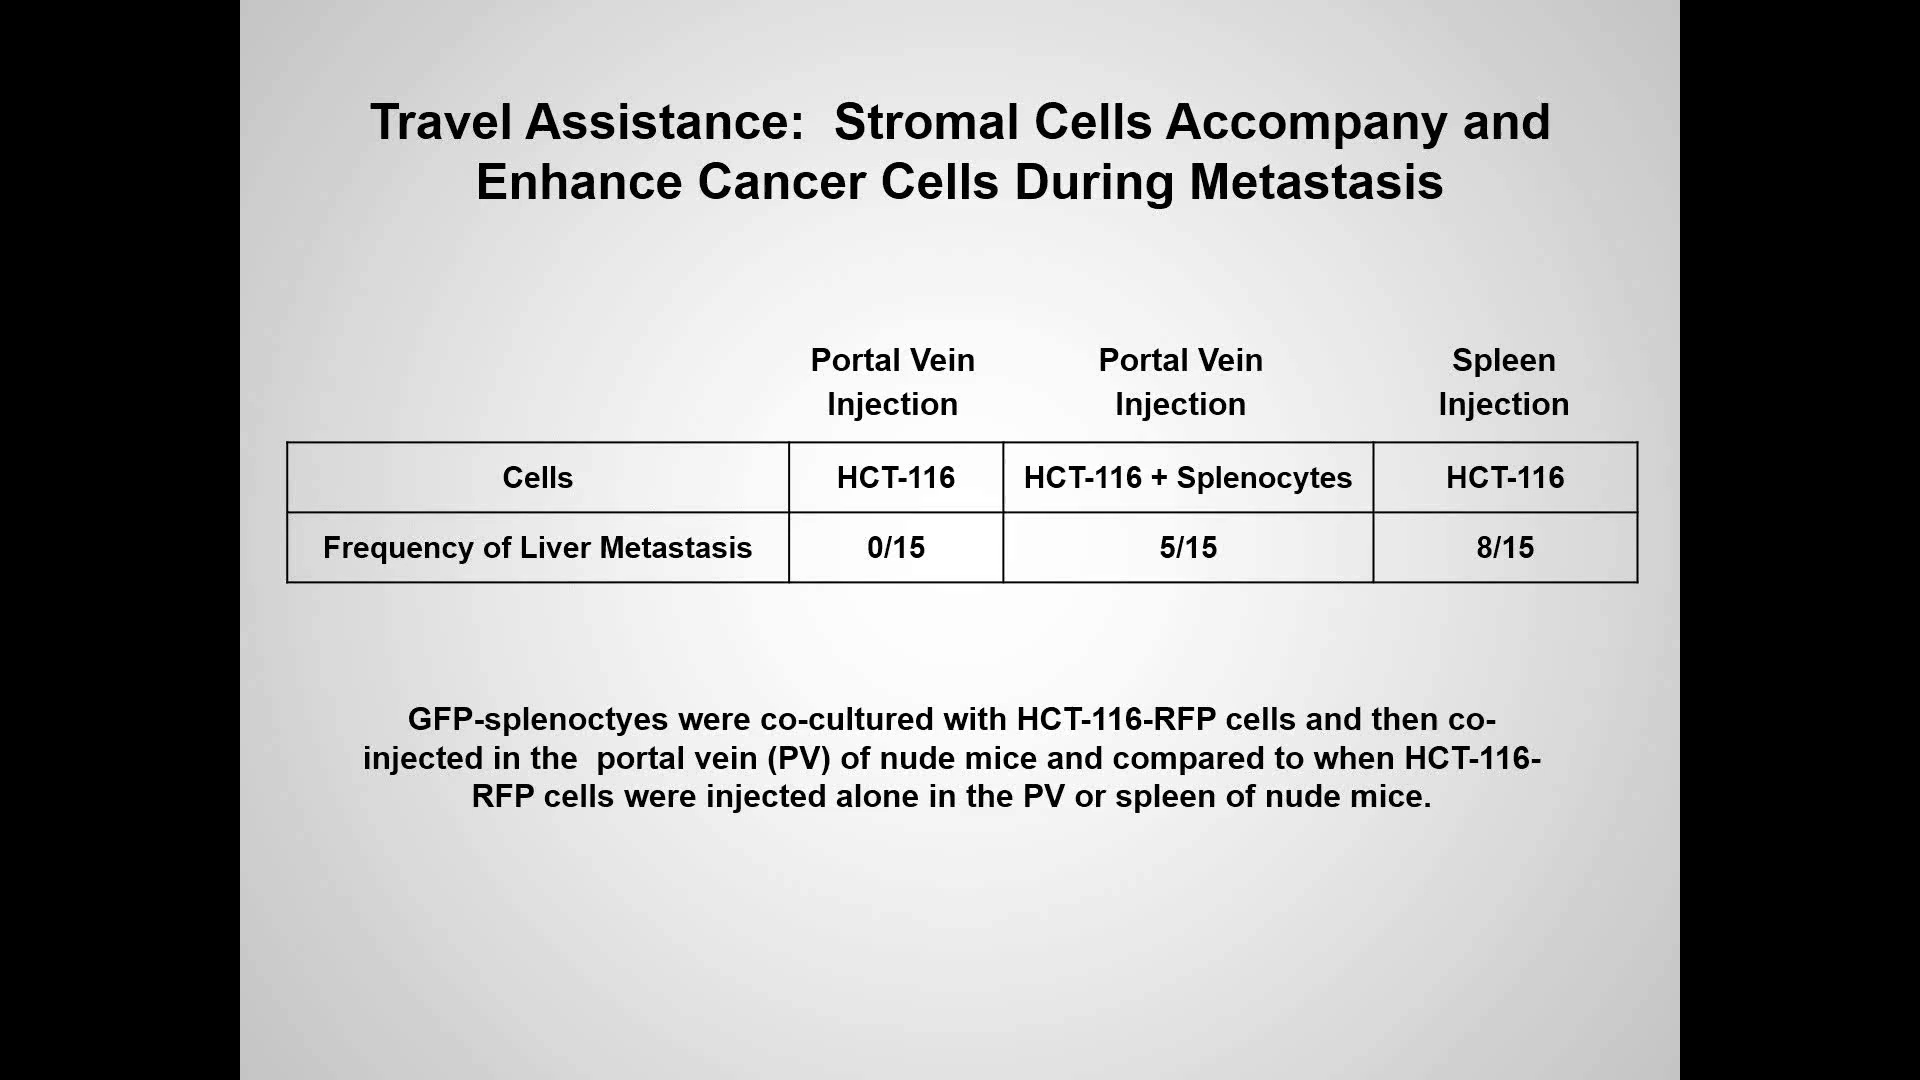 Travel Assistance:  Stromal Cells Accompany and
Enhance Cancer Cells During Metastasis
Portal Vein Injection
Portal Vein Injection
Spleen Injection
Cells HCT-116 HCT-116 + Splenocytes HCT-116
Frequency of Liver Metastasis 0/15 5/15 8/15
GFP-splenoctyes were co-cultured with HCT-116-RFP cells and then co-
injected in the  portal vein (PV) of nude mice and compared to when HCT-116-
RFP cells were injected alone in the PV or spleen of nude mice.